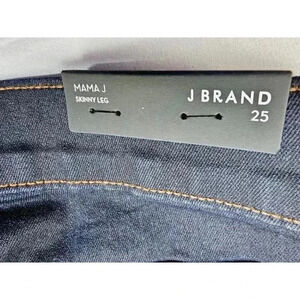 MAMA J
SKINNY LEG
J BRAND
25